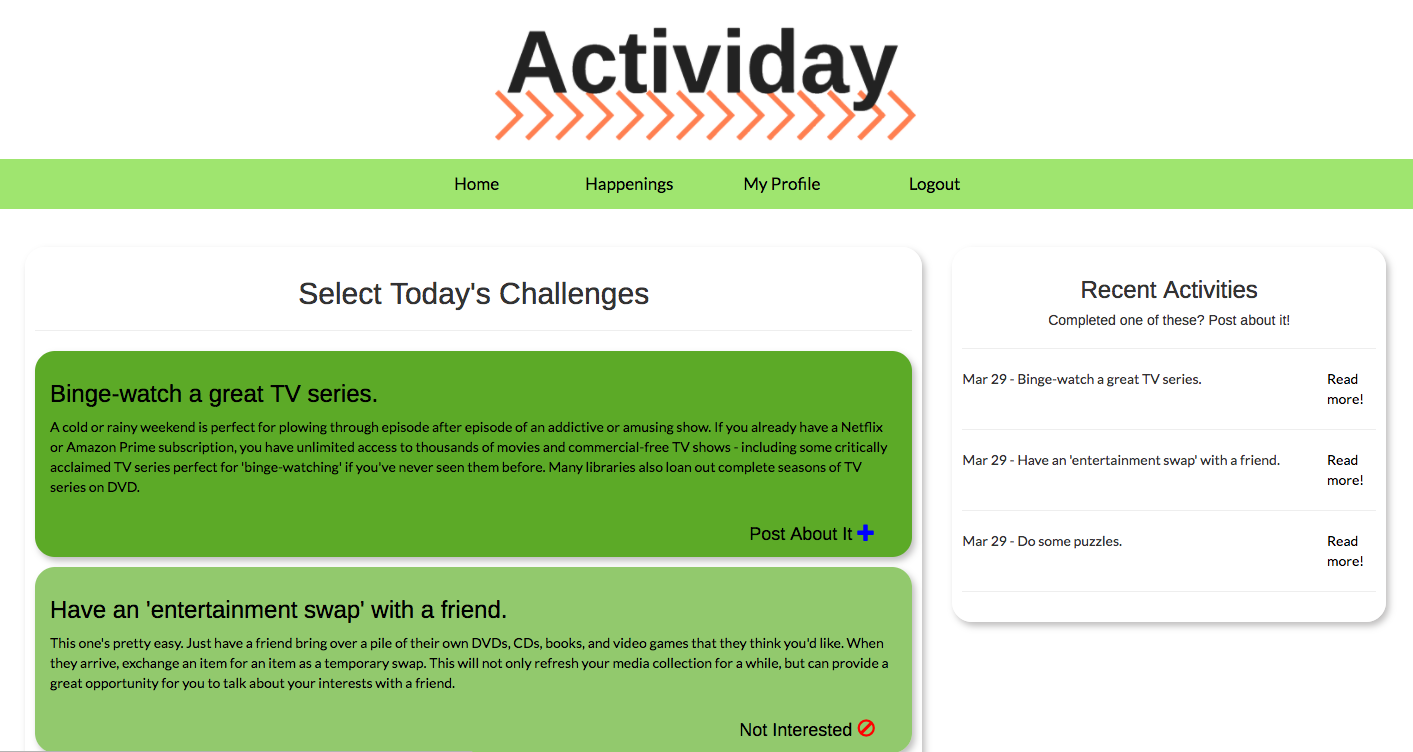 Actividay
Home Happenings My Profile Logout
Select Today's Challenges
Binge-watch a great TV series.
A cold or rainy weekend is perfect for plowing through episode after episode of an addictive or amusing show. If you already have a Netflix
or Amazon Prime subscription, you have unlimited access to thousands of movies and commercial-free TV shows - including some critically
acclaimed TV series perfect for 'binge-watching' if you've never seen them before. Many libraries also loan out complete seasons of TV
series on DVD.
Post About It
Have an 'entertainment swap' with a friend.
This one's pretty easy. Just have a friend bring over a pile of their own DVDs, CDs, books, and video games that they think you'd like. When
they arrive, exchange an item for an item as a temporary swap. This will not only refresh your media collection for a while, but can provide a
great opportunity for you to talk about your interests with a friend.
Not Interested
Recent Activities
Completed one of these? Post about it!
Mar 29 - Binge-watch a great TV series. Read
more!
Mar 29 - Have an 'entertainment swap' with a friend. Read
more!
Mar 29 - Do some puzzles. Read
more!